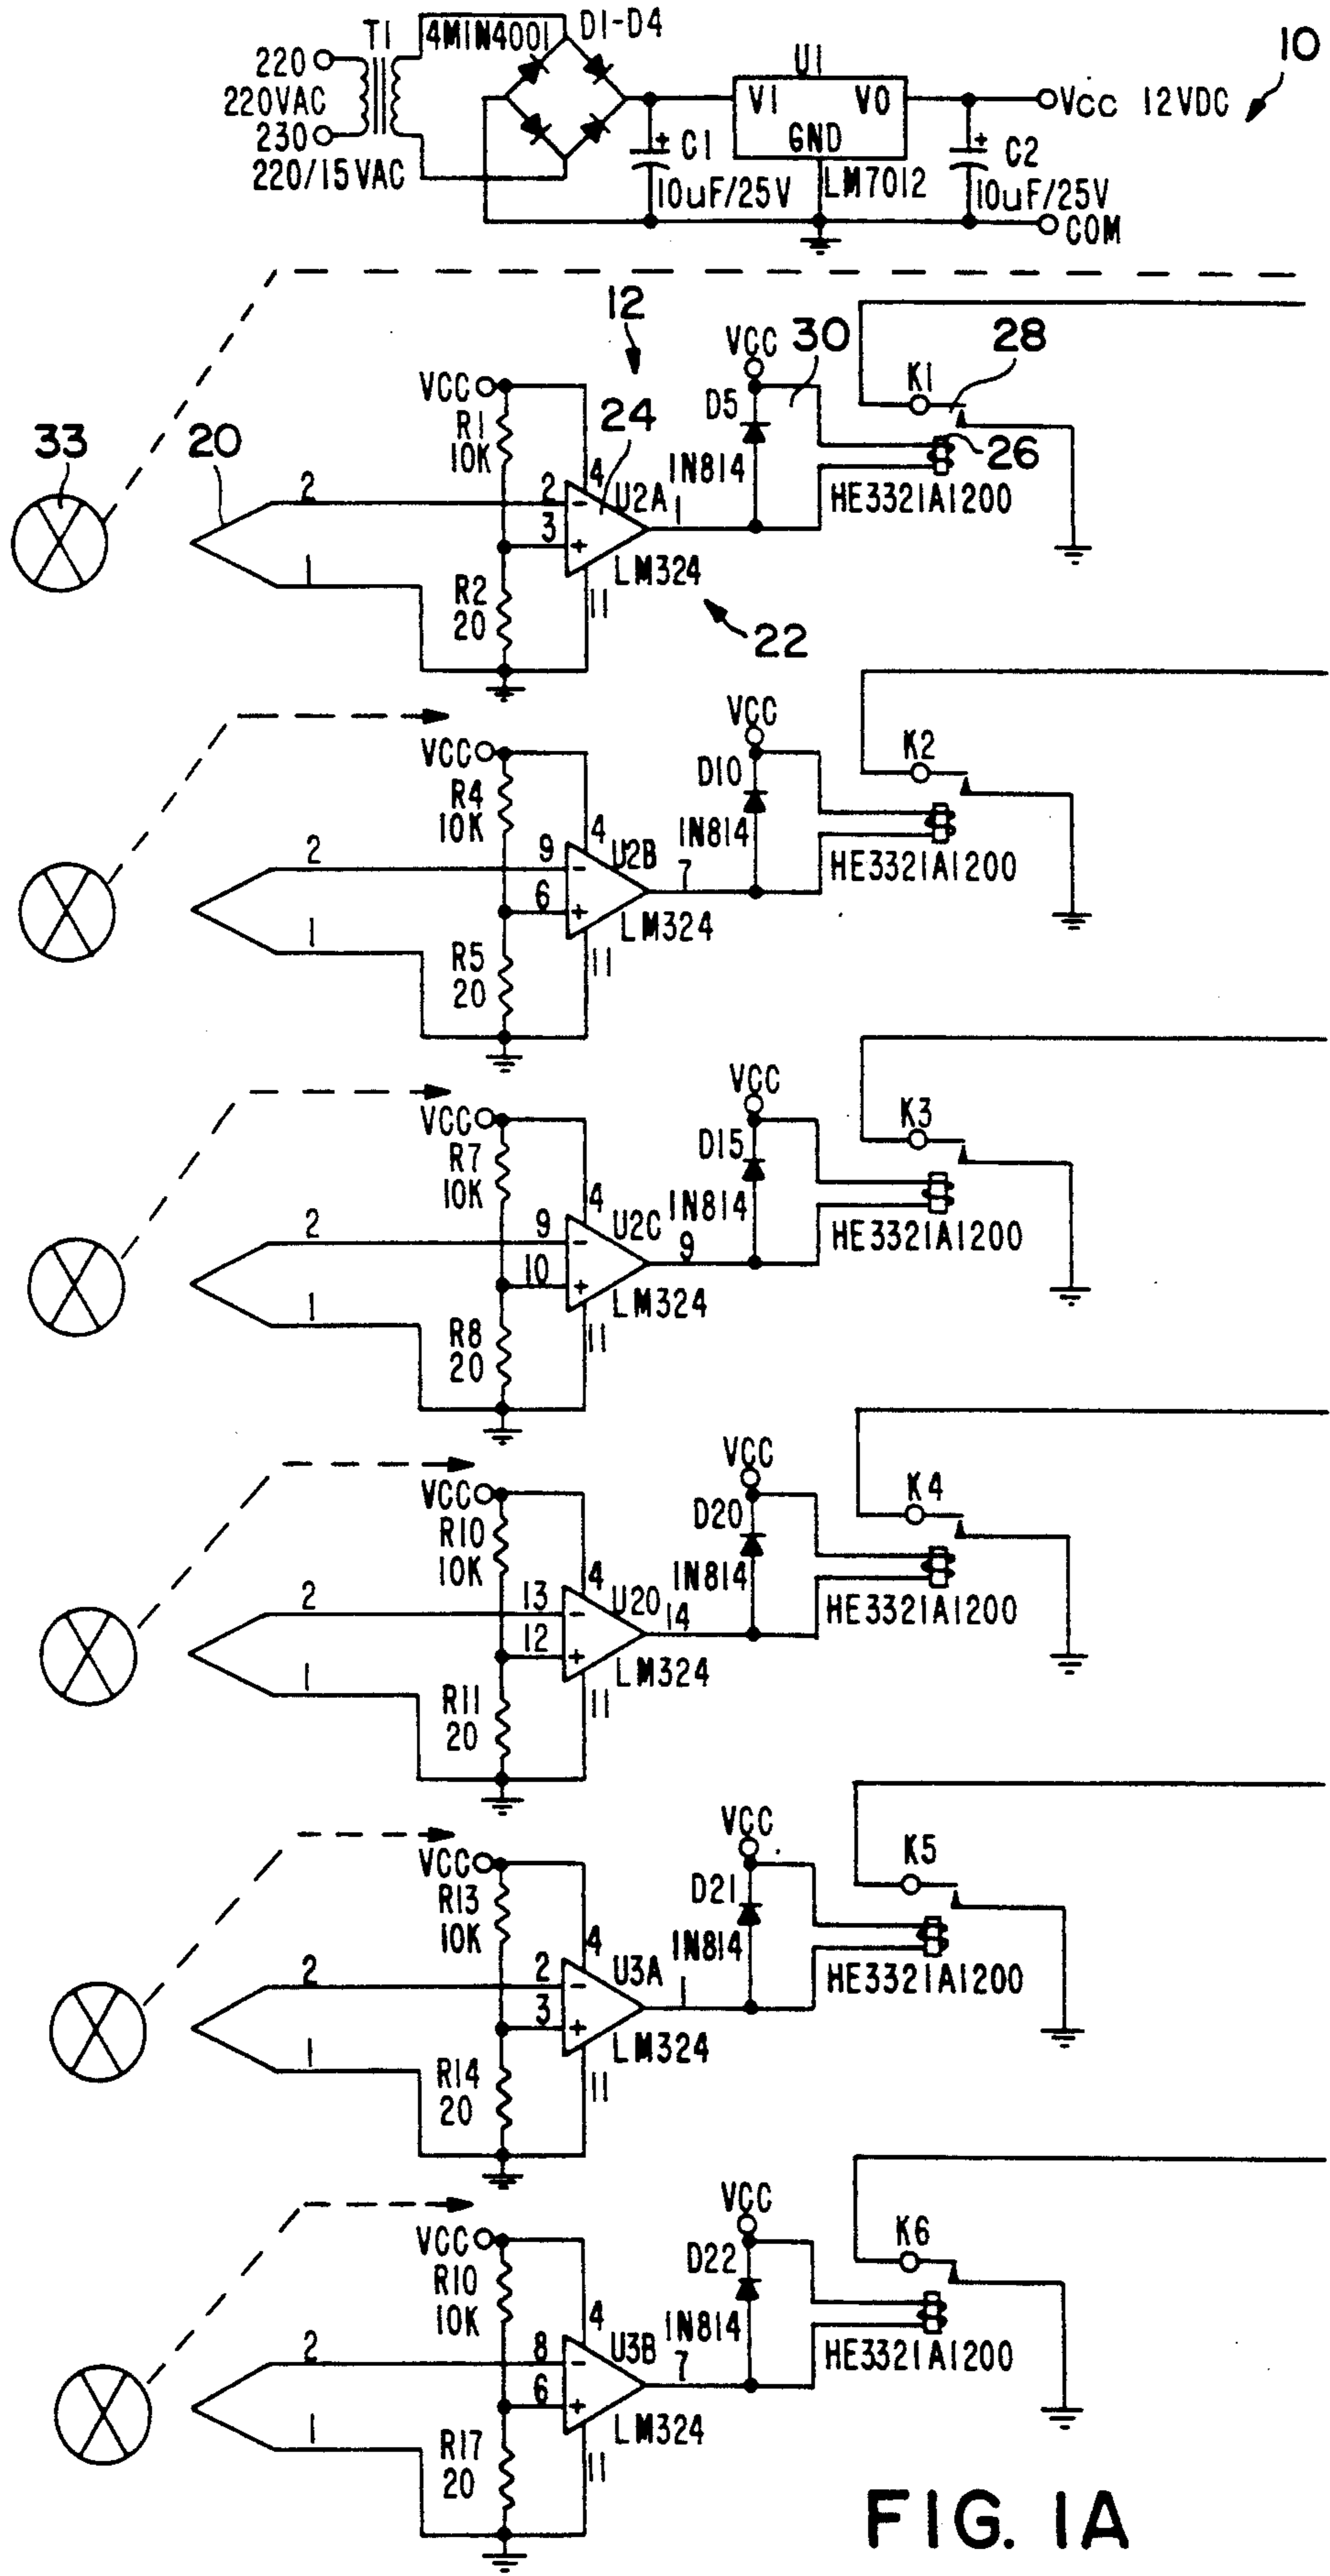 T1
4M1N4001
D1-D4
10
220
220VAC
230
220/15 VAC
U1
V1 VO
GND
LM7012
C1
10uF/25V
C2
10uF/25V
Vcc 12VDC
COM
12
33
20
2
1
VCC
R1
10K
R2
20
2
3
4
11
24
U2A
LM324
1
22
VCC
30
D5
1N814
K1
28
26
HE3321A1200
2
1
VCC
R4
10K
R5
20
9
6
4
11
U2B
LM324
7
VCC
D10
1N814
K2
HE3321A1200
2
1
VCC
R7
10K
R8
20
9
10
4
11
U2C
LM324
9
VCC
D15
1N814
K3
HE3321A1200
2
1
VCC
R10
10K
R11
20
13
12
4
11
U20
LM324
14
VCC
D20
1N814
K4
HE3321A1200
2
1
VCC
R13
10K
R14
20
2
3
4
11
U3A
LM324
1
VCC
D21
1N814
K5
HE3321A1200
2
1
VCC
R10
10K
R17
20
8
6
4
11
U3B
LM324
7
VCC
D22
1N814
K6
HE3321A1200
FIG. 1A